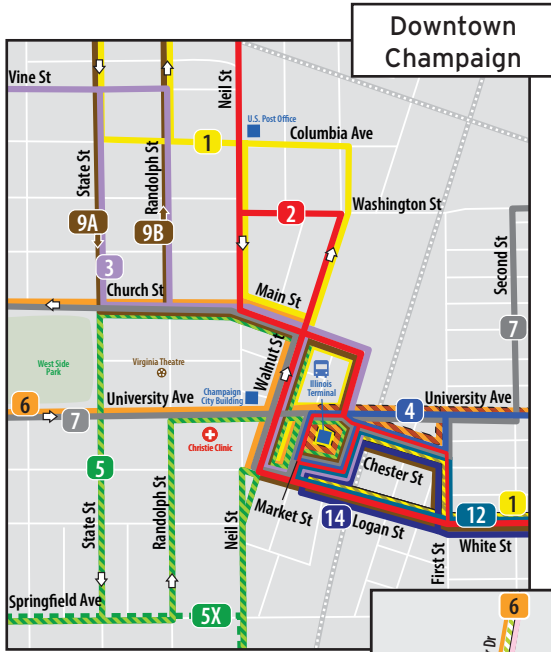 Downtown
Champaign
Vine St
Neil St
U.S. Post Office
Columbia Ave
1
State St
Randolph St
Washington St
2
9A
9B
Second St
3
Church St
Main St
7
West Side
Park
Virginia Theatre
Walnut St
Illinois
Terminal
Champaign
City Building
6
University Ave
4
University Ave
7
Christie Clinic
5
Chester St
State St
Randolph St
Neil St
Market St
14
Logan St
12
1
First St
White St
Springfield Ave
5X
6
Dr